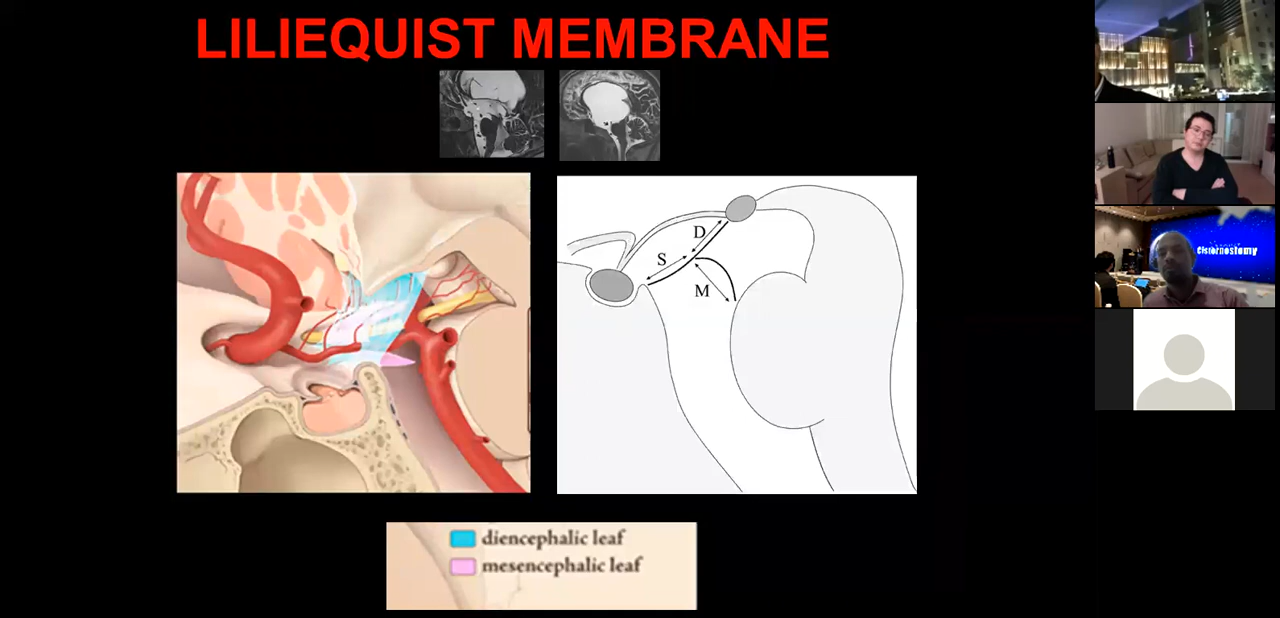 LILIEQUIST MEMBRANE
D
S
M
diencephalic leaf
mesencephalic leaf
Cisternostomy